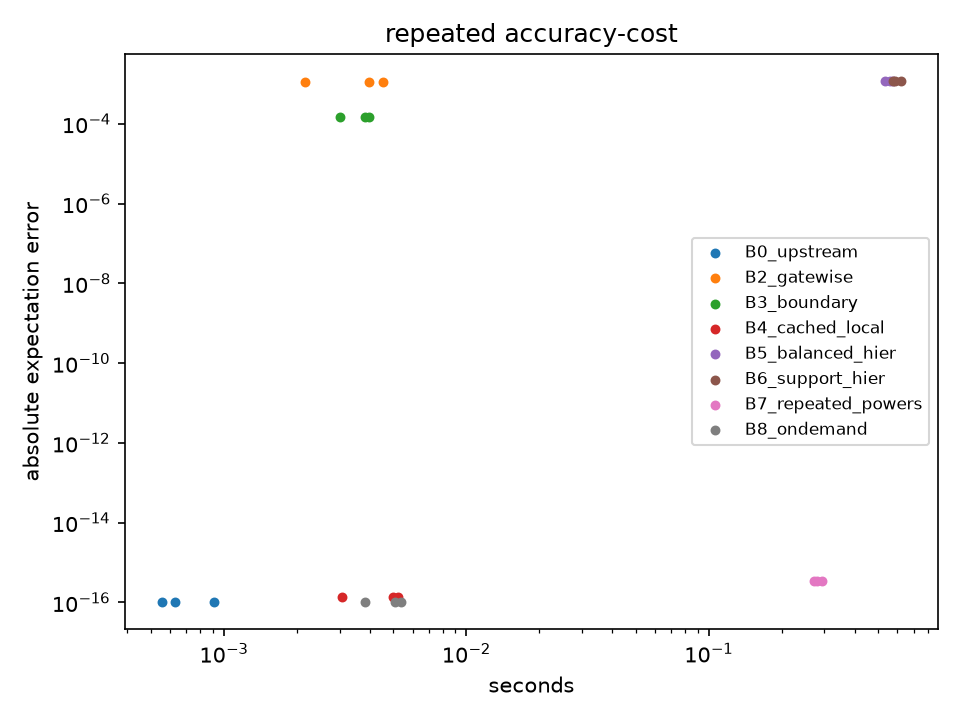 repeated accuracy-cost
absolute expectation error
10⁻⁴
10⁻⁶
10⁻⁸
10⁻¹⁰
10⁻¹²
10⁻¹⁴
10⁻¹⁶
B0_upstream
B2_gatewise
B3_boundary
B4_cached_local
B5_balanced_hier
B6_support_hier
B7_repeated_powers
B8_ondemand
10⁻³
10⁻²
10⁻¹
seconds